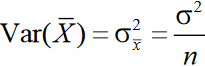 Var(X̄) = σ²_x̄ = σ²/n